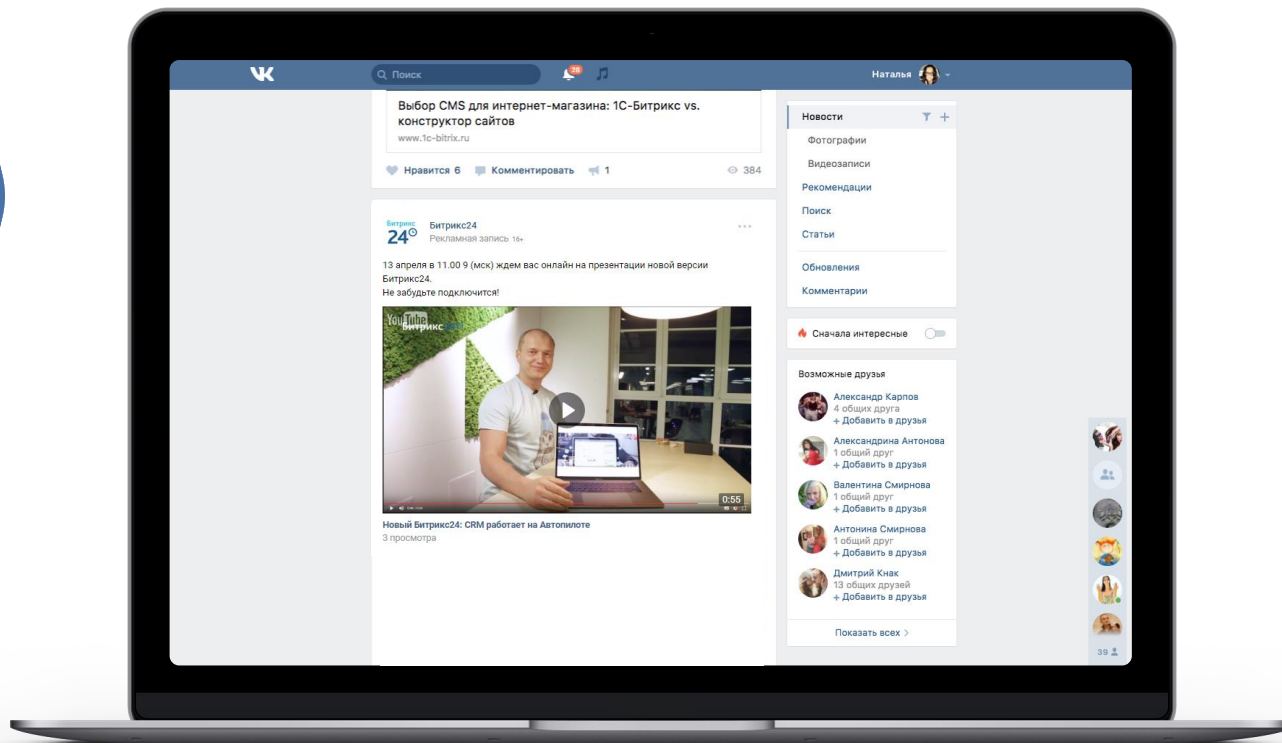 Поиск
28
Наталья
Выбор CMS для интернет-магазина: 1С-Битрикс vs.
конструктор сайтов
www.1c-bitrix.ru
Нравится 6
Комментировать
1
384
Битрикс
24
Битрикс24
Рекламная запись 16+
13 апреля в 11.00 9 (мск) ждем вас онлайн на презентации новой версии
Битрикс24.
Не забудьте подключится!
YouTube
Битрикс
0:55
Новый Битрикс24: CRM работает на Автопилоте
3 просмотра
Новости
Фотографии
Видеозаписи
Рекомендации
Поиск
Статьи
Обновления
Комментарии
Сначала интересные
Возможные друзья
Александр Карпов
4 общих друга
+ Добавить в друзья
Александрина Антонова
1 общий друг
+ Добавить в друзья
Валентина Смирнова
1 общий друг
+ Добавить в друзья
Антонина Смирнова
1 общий друг
+ Добавить в друзья
Дмитрий Кнак
13 общих друзей
+ Добавить в друзья
Показать всех
39